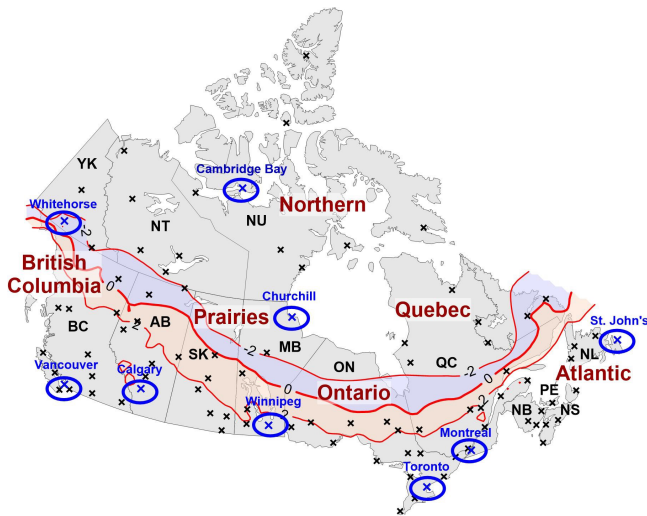 YK
Cambridge Bay
Whitehorse
Northern
NT
NU
-2
British
Columbia
0
Churchill
Quebec
Prairies
BC
AB
2
St. John's
MB
-2
SK
ON
QC
-2
NL
0
0
Vancouver
Calgary
Ontario
Atlantic
PE
Winnipeg
2
2
NB
NS
Montreal
Toronto